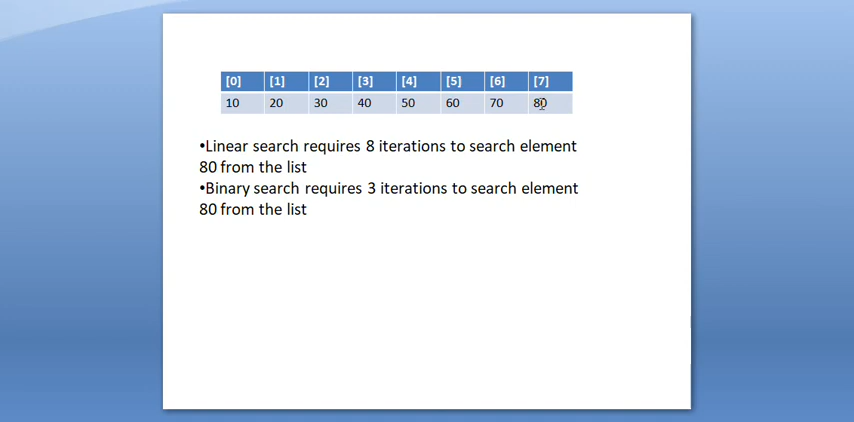 [0] [1] [2] [3] [4] [5] [6] [7]
10 20 30 40 50 60 70 80
•Linear search requires 8 iterations to search element
80 from the list
•Binary search requires 3 iterations to search element
80 from the list